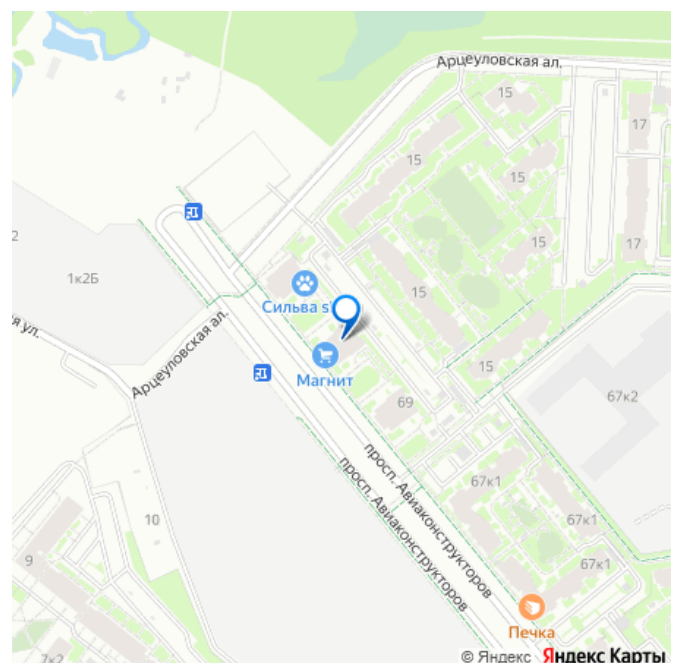 Арцеуловская ал.
15
17
15
15
15
17
2
1к2Б
15
Сильва s
я ул.
Арцеуловская ал.
Магнит
15
69
67к2
просп. Авиаконструкторов
просп. Авиаконструкторов
67к1
10
67к1
9
67к1
Печка
7к2
© Яндекс Яндекс Карты